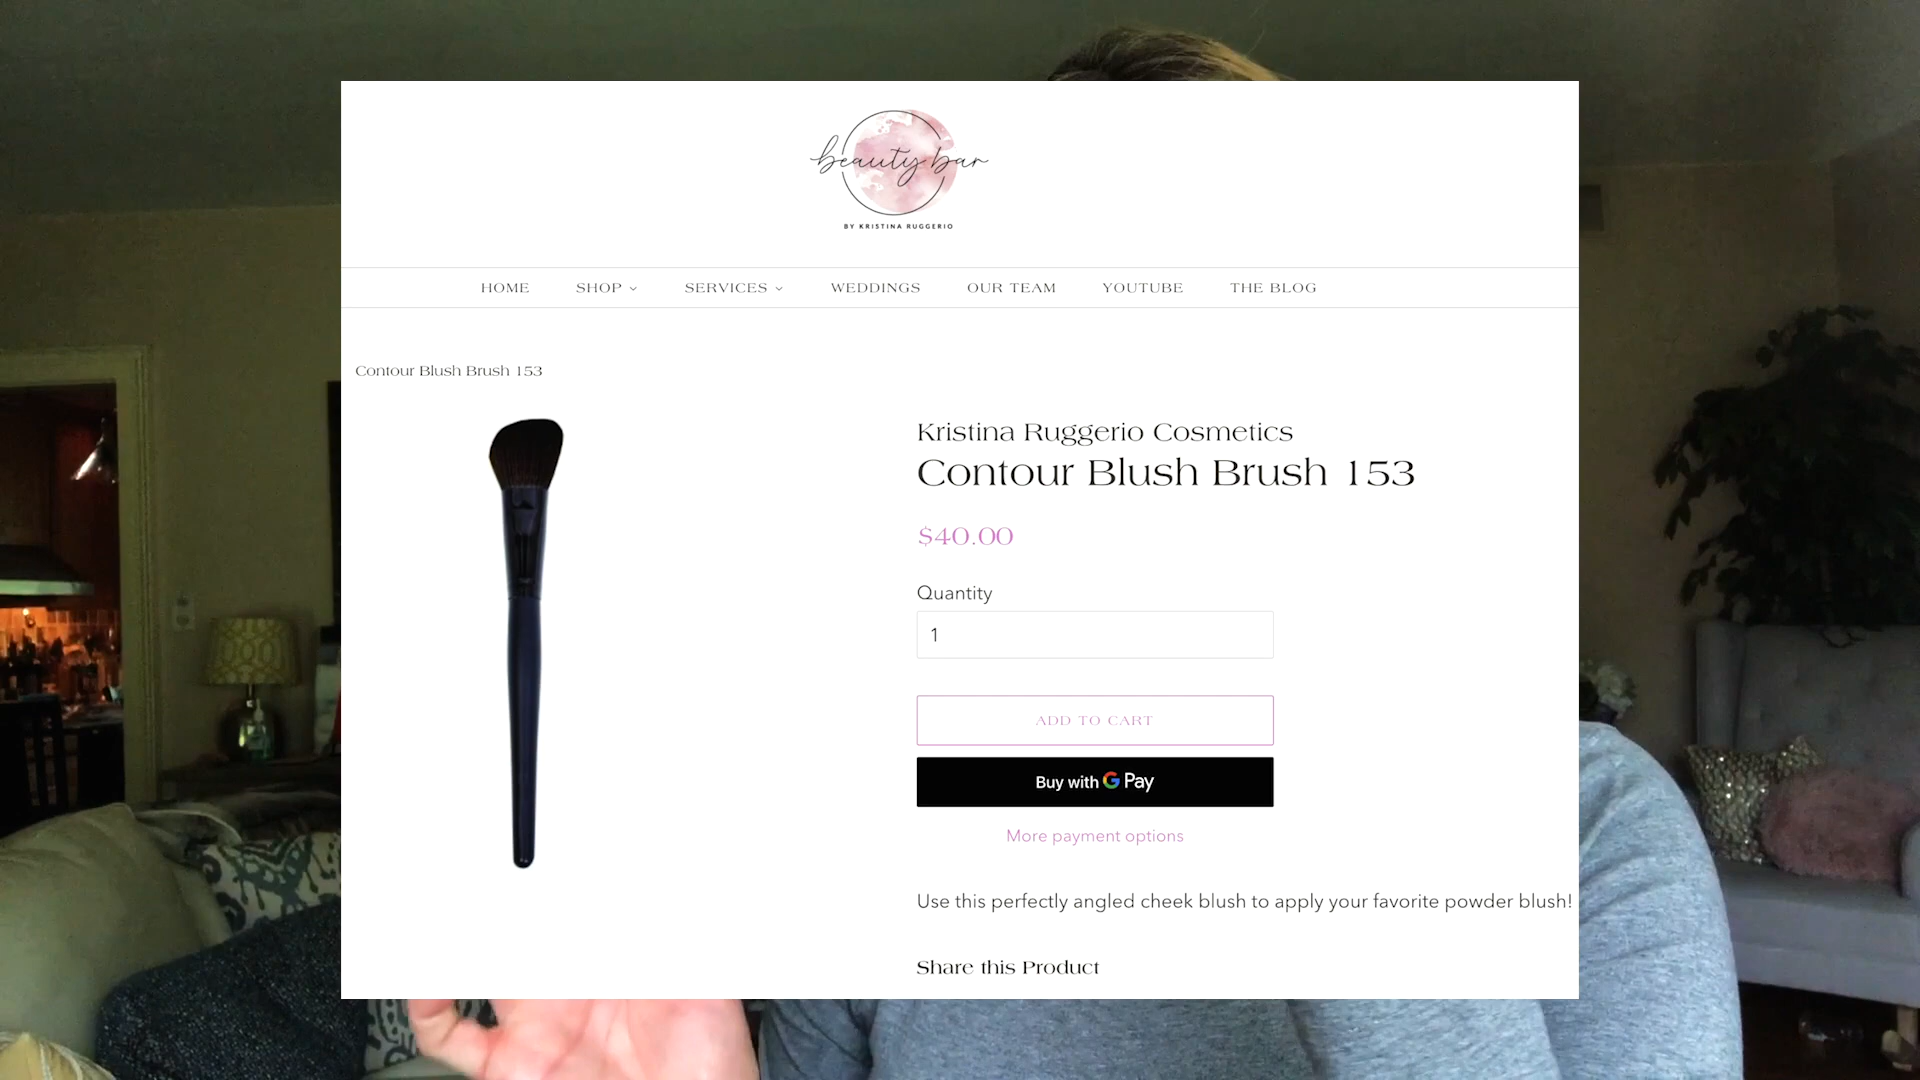 beauty bar
BY KRISTINA RUGGERIO
HOME SHOP SERVICES WEDDINGS OUR TEAM YOUTUBE THE BLOG
Contour Blush Brush 153
Kristina Ruggerio Cosmetics
Contour Blush Brush 153
$40.00
Quantity
1
ADD TO CART
Buy with G Pay
More payment options
Use this perfectly angled cheek blush to apply your favorite powder blush!
Share this Product